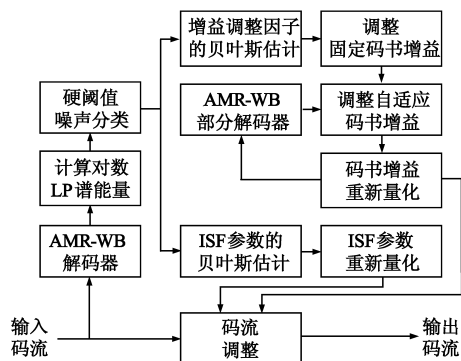 增益调整因子
的贝叶斯估计
调整
固定码书增益
硬阈值
噪声分类
AMR-WB
部分解码器
调整自适应
码书增益
计算对数
LP谱能量
码书增益
重新量化
AMR-WB
解码器
ISF参数的
贝叶斯估计
ISF参数
重新量化
输入
码流
码流
调整
输出
码流